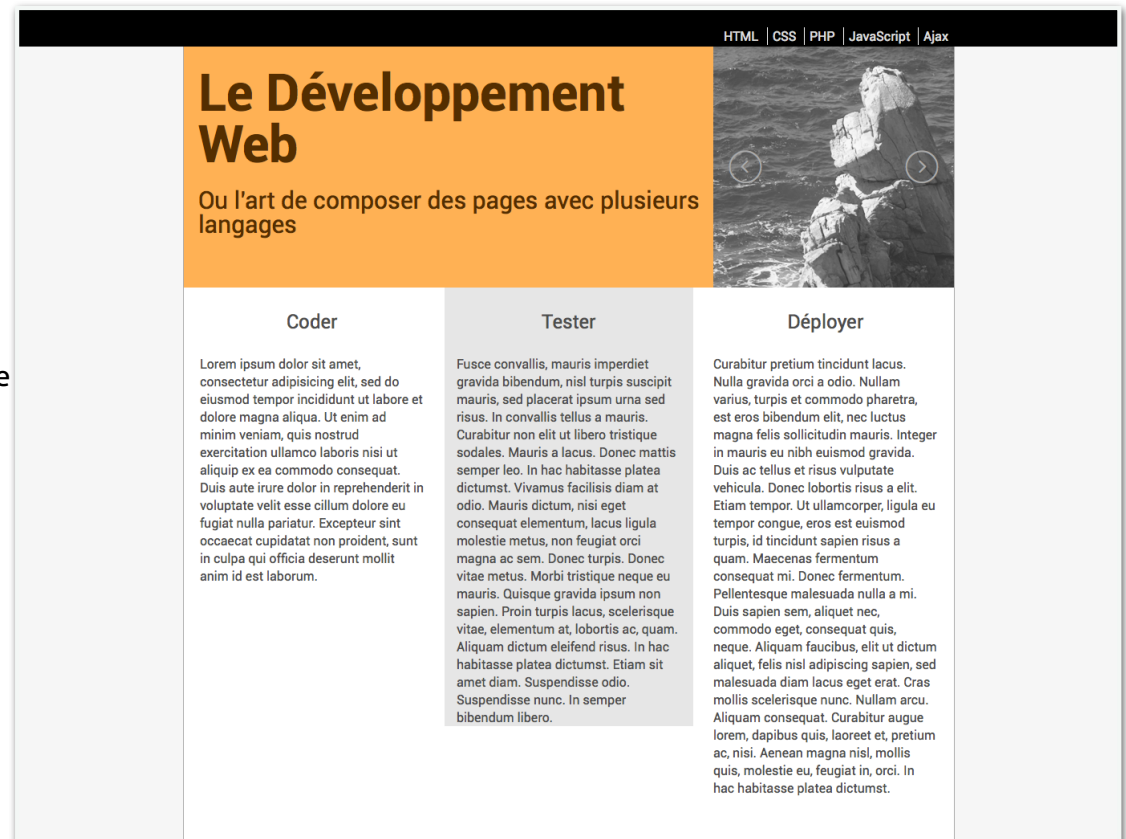 HTML CSS PHP JavaScript Ajax
Le Développement
Web
Ou l'art de composer des pages avec plusieurs
langages
Coder
Lorem ipsum dolor sit amet,
consectetur adipisicing elit, sed do
eiusmod tempor incididunt ut labore et
dolore magna aliqua. Ut enim ad
minim veniam, quis nostrud
exercitation ullamco laboris nisi ut
aliquip ex ea commodo consequat.
Duis aute irure dolor in reprehenderit in
voluptate velit esse cillum dolore eu
fugiat nulla pariatur. Excepteur sint
occaecat cupidatat non proident, sunt
in culpa qui officia deserunt mollit
anim id est laborum.
Tester
Fusce convallis, mauris imperdiet
gravida bibendum, nisl turpis suscipit
mauris, sed placerat ipsum urna sed
risus. In convallis tellus a mauris.
Curabitur non elit ut libero tristique
sodales. Mauris a lacus. Donec mattis
semper leo. In hac habitasse platea
dictumst. Vivamus facilisis diam at
odio. Mauris dictum, nisi eget
consequat elementum, lacus ligula
molestie metus, non feugiat orci
magna ac sem. Donec turpis. Donec
vitae metus. Morbi tristique neque eu
mauris. Quisque gravida ipsum non
sapien. Proin turpis lacus, scelerisque
vitae, elementum at, lobortis ac, quam.
Aliquam dictum eleifend risus. In hac
habitasse platea dictumst. Etiam sit
amet diam. Suspendisse odio.
Suspendisse nunc. In semper
bibendum libero.
Déployer
Curabitur pretium tincidunt lacus.
Nulla gravida orci a odio. Nullam
varius, turpis et commodo pharetra,
est eros bibendum elit, nec luctus
magna felis sollicitudin mauris. Integer
in mauris eu nibh euismod gravida.
Duis ac tellus et risus vulputate
vehicula. Donec lobortis risus a elit.
Etiam tempor. Ut ullamcorper, ligula eu
tempor congue, eros est euismod
turpis, id tincidunt sapien risus a
quam. Maecenas fermentum
consequat mi. Donec fermentum.
Pellentesque malesuada nulla a mi.
Duis sapien sem, aliquet nec,
commodo eget, consequat quis,
neque. Aliquam faucibus, elit ut dictum
aliquet, felis nisl adipiscing sapien, sed
malesuada diam lacus eget erat. Cras
mollis scelerisque nunc. Nullam arcu.
Aliquam consequat. Curabitur augue
lorem, dapibus quis, laoreet et, pretium
ac, nisi. Aenean magna nisl, mollis
quis, molestie eu, feugiat in, orci. In
hac habitasse platea dictumst.